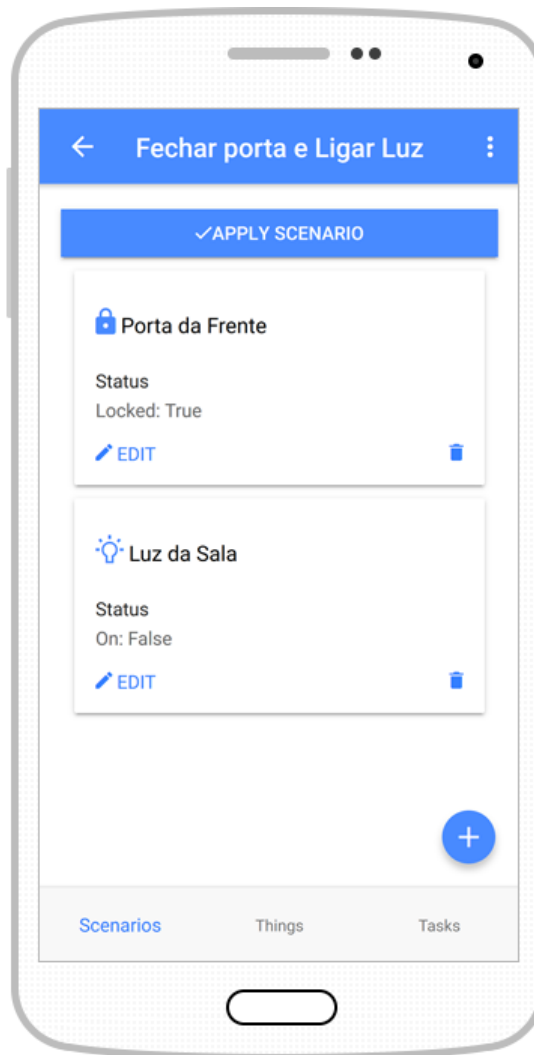 Fechar porta e Ligar Luz
APPLY SCENARIO
Porta da Frente
Status
Locked: True
EDIT
Luz da Sala
Status
On: False
EDIT
Scenarios Things Tasks